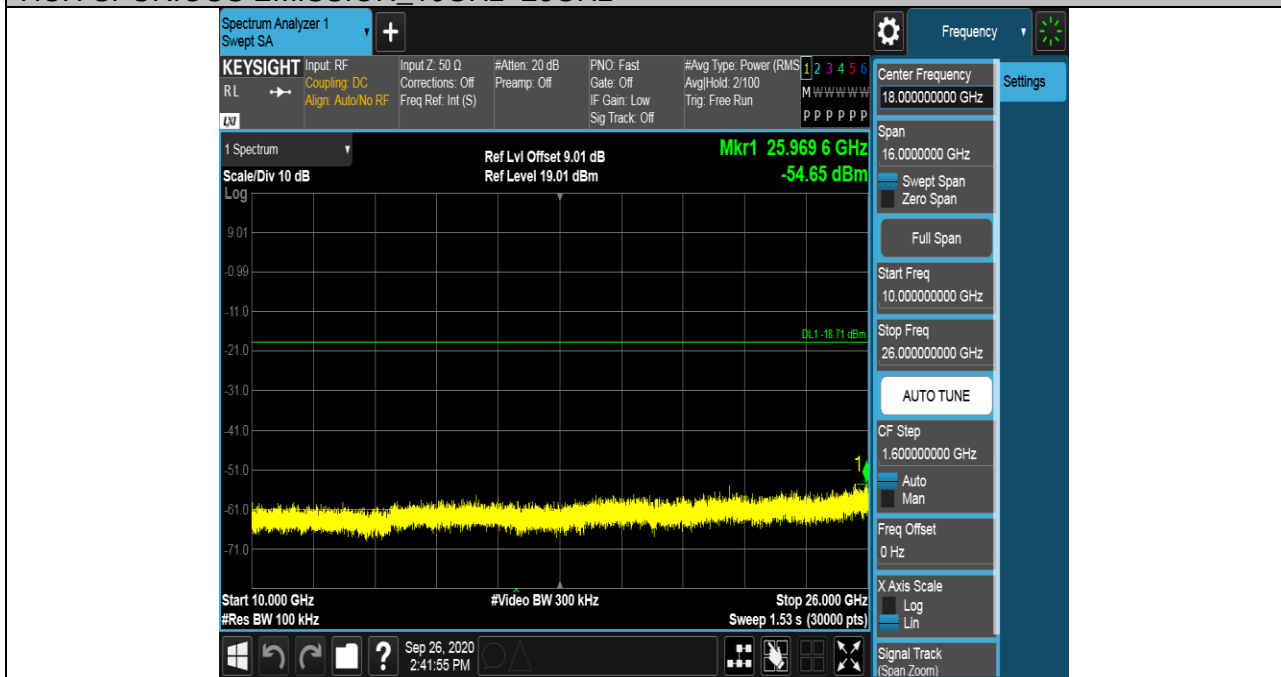 Spectrum Analyzer 1
Swept SA
+
Frequency
KEYSIGHT
RL
LXI
Input: RF
Coupling: DC
Align: Auto/No RF
Input Z: 50 Ω
Corrections: Off
Freq Ref: Int (S)
#Atten: 20 dB
Preamp: Off
PNO: Fast
Gate: Off
IF Gain: Low
Sig Track: Off
#Avg Type: Power (RMS
Avg|Hold: 2/100
Trig: Free Run
1 2 3 4 5 6
M W W W W W
P P P P P P
1 Spectrum
Scale/Div 10 dB
Log
Ref Lvl Offset 9.01 dB
Ref Level 19.01 dBm
Mkr1 25.969 6 GHz
-54.65 dBm
9.01
-0.99
-11.0
DL1 -18.71 dBm
-21.0
-31.0
-41.0
-51.0
1
-61.0
-71.0
Start 10.000 GHz
#Res BW 100 kHz
#Video BW 300 kHz
Stop 26.000 GHz
Sweep 1.53 s (30000 pts)
?
Sep 26, 2020
2:41:55 PM
Center Frequency
18.000000000 GHz
Settings
Span
16.0000000 GHz
Swept Span
Zero Span
Full Span
Start Freq
10.000000000 GHz
Stop Freq
26.000000000 GHz
AUTO TUNE
CF Step
1.600000000 GHz
Auto
Man
Freq Offset
0 Hz
X Axis Scale
Log
Lin
Signal Track
(Span Zoom)